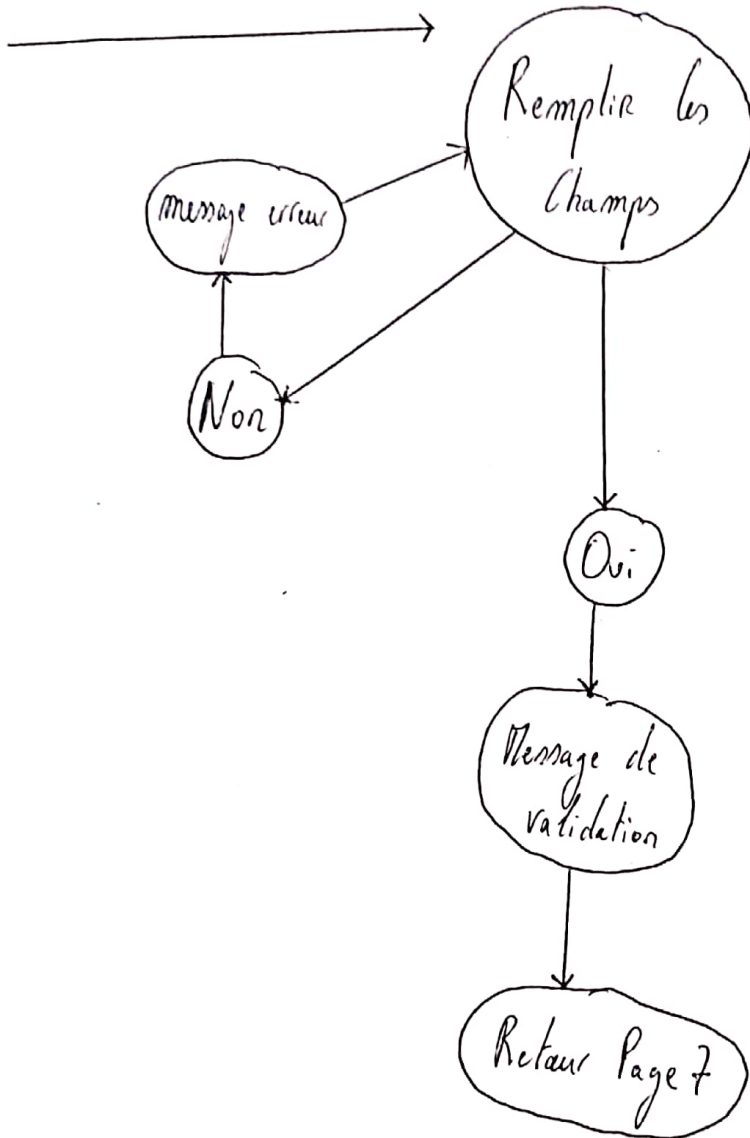 Remplir les
Champs
message erreur
Non
Oui
Message de
validation
Retour Page 7